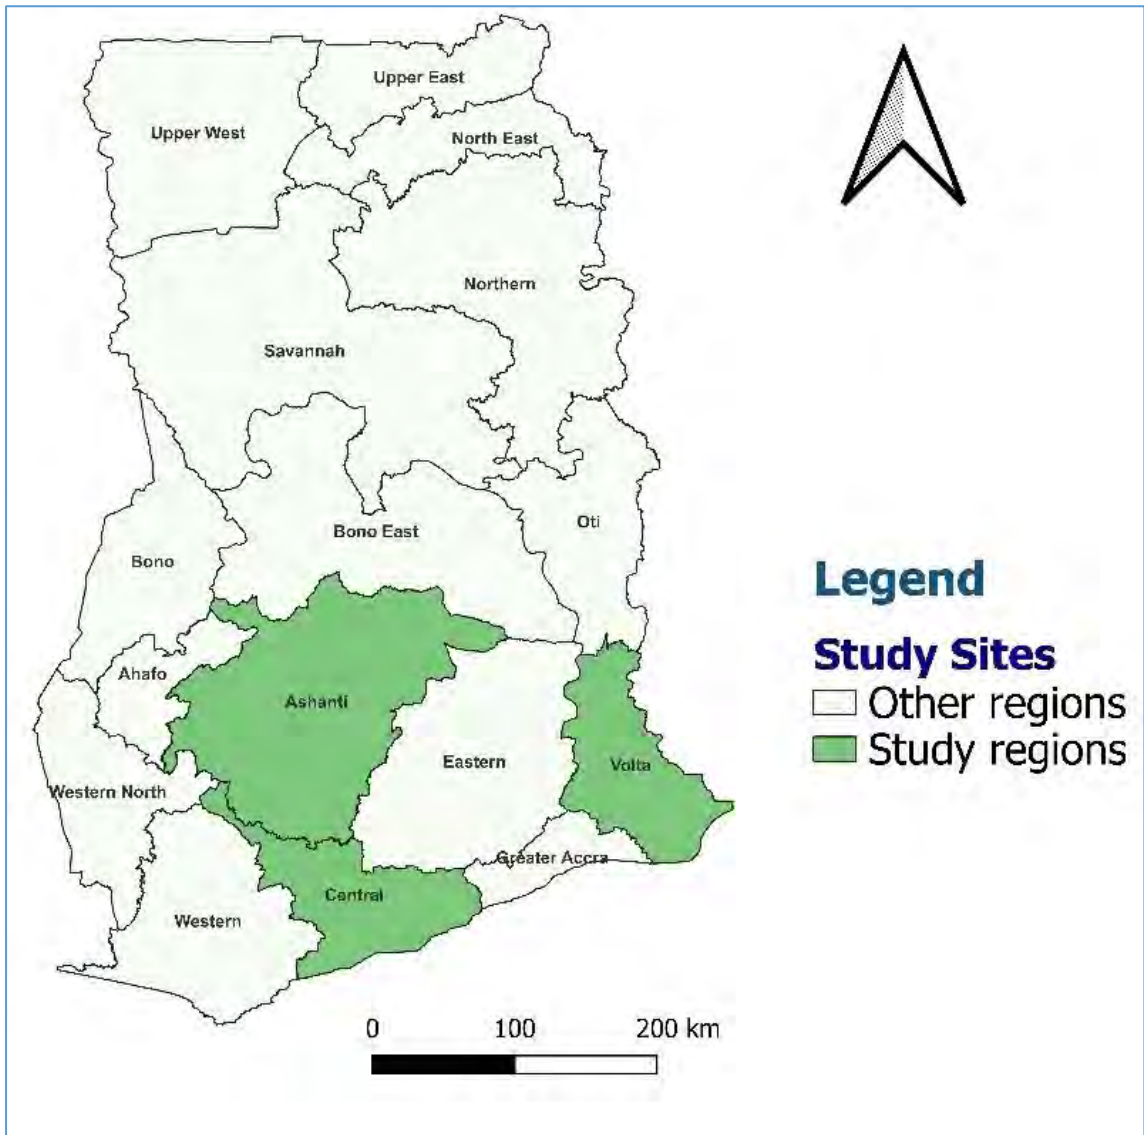 Upper East
Upper West
North East
Northern
Savannah
Oti
Bono East
Bono
Legend
Study Sites
Ahafo
Ashanti
Other regions
Study regions
Eastern
Volta
Western North
Greater Accra
Central
Western
0 100 200 km